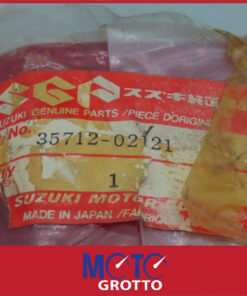 SGP スズキ純正
SUZUKI GENUINE PARTS /PIECE DORIGIN
No. 35712-02121
1
SUZUKI MOTOR
MADE IN JAPAN /FABRIC
MOTO
GROTTO